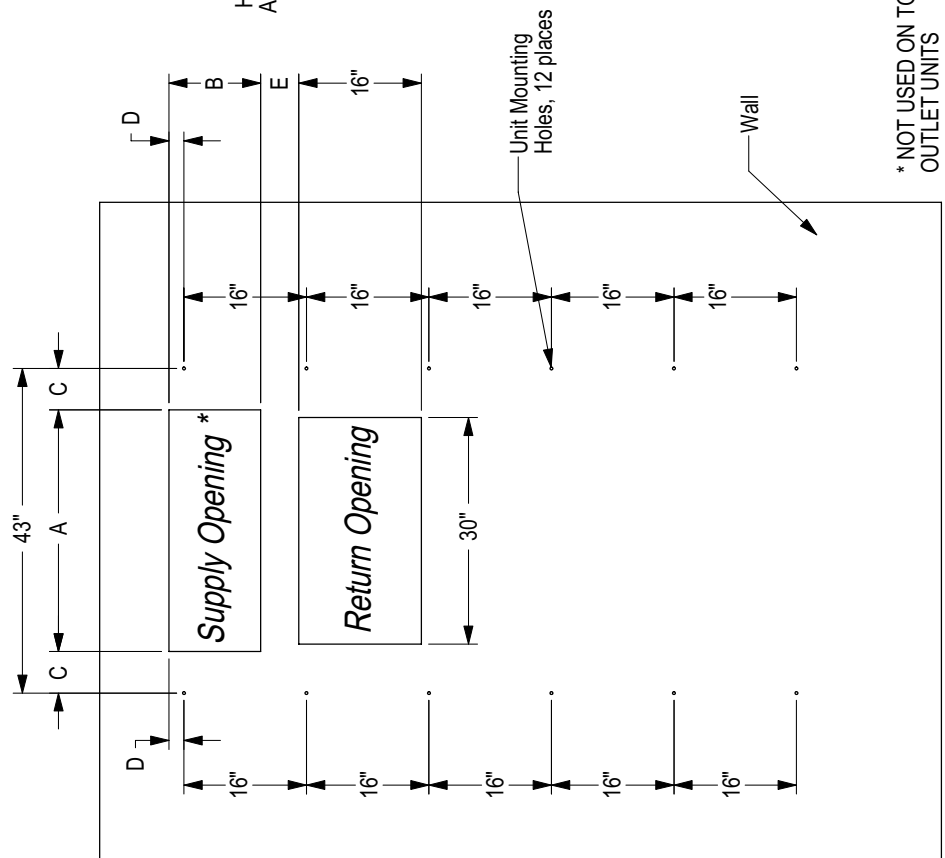 43"
C
A
C
D
D
B
E
16"
H
A
Supply Opening *
Return Opening
30"
16"
16"
16"
16"
16"
16"
16"
16"
16"
16"
Unit Mounting
Holes, 12 places
Wall
* NOT USED ON TO
OUTLET UNITS